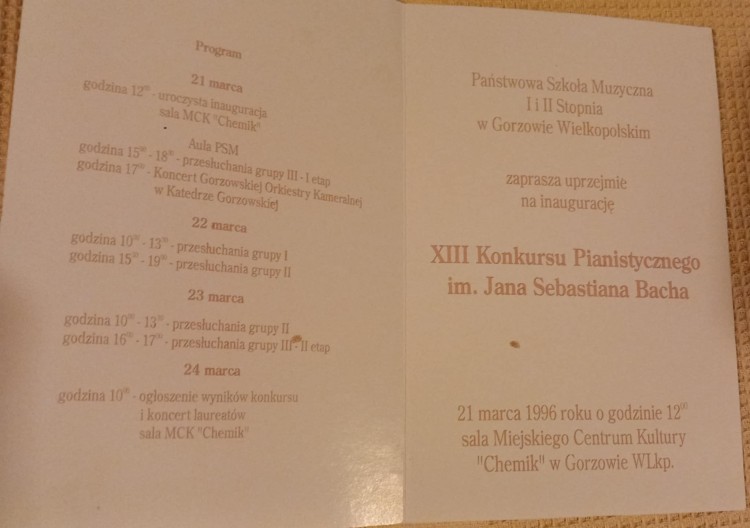 Program
21 marca
godzina 12⁰⁰ - uroczysta inauguracja
sala MCK "Chemik"
Aula PSM
godzina 15⁰⁰ - 18⁰⁰ - przesłuchania grupy III - I etap
godzina 17⁰⁰ - Koncert Gorzowskiej Orkiestry Kameralnej
w Katedrze Gorzowskiej
22 marca
godzina 10⁰⁰ - 13⁰⁰ - przesłuchania grupy I
godzina 15⁰⁰ - 19⁰⁰ - przesłuchania grupy II
23 marca
godzina 10⁰⁰ - 13⁰⁰ - przesłuchania grupy II
godzina 16⁰⁰ - 17³⁰ - przesłuchania grupy III - II etap
24 marca
godzina 10⁰⁰ - ogłoszenie wyników konkursu
i koncert laureatów
sala MCK "Chemik"
Państwowa Szkoła Muzyczna
I i II Stopnia
w Gorzowie Wielkopolskim
zaprasza uprzejmie
na inaugurację
XIII Konkursu Pianistycznego
im. Jana Sebastiana Bacha
21 marca 1996 roku o godzinie 12⁰⁰
sala Miejskiego Centrum Kultury
"Chemik" w Gorzowie WLkp.